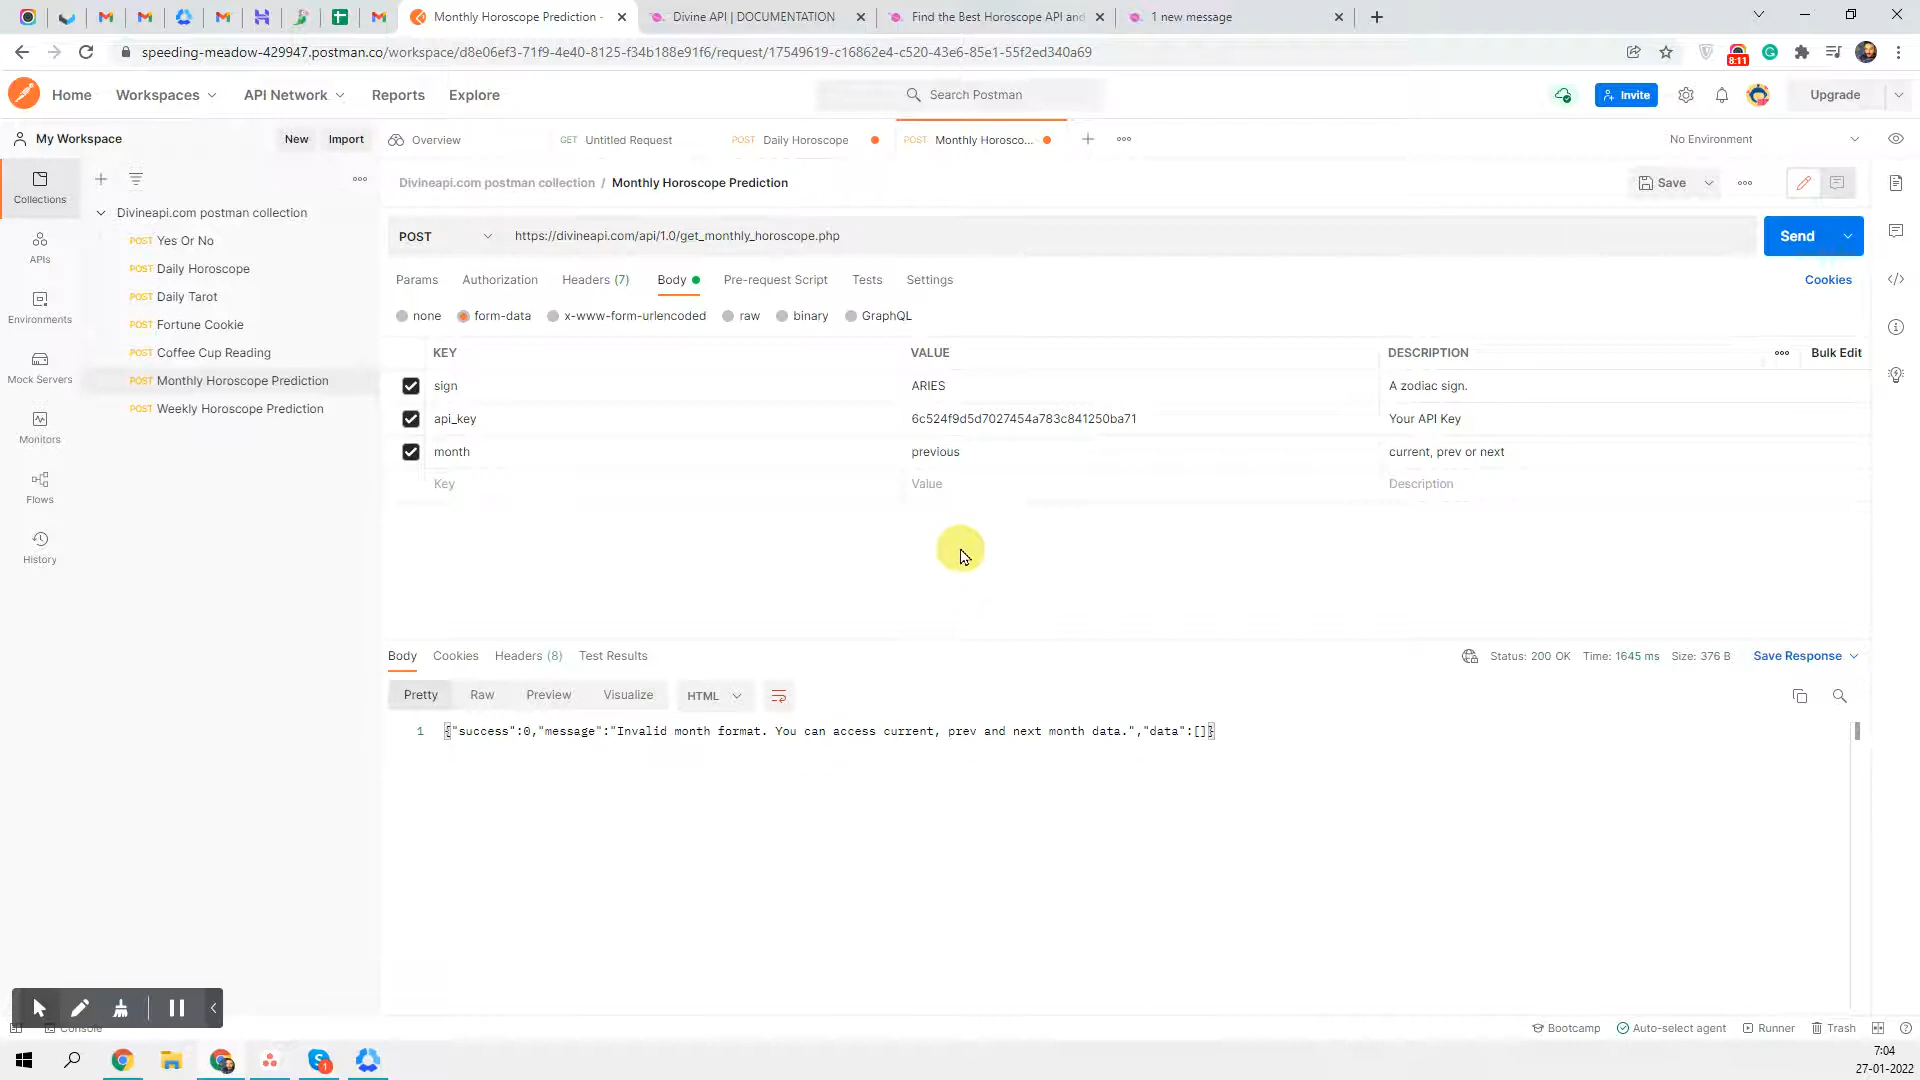 Monthly Horoscope Prediction -
Divine API | DOCUMENTATION
Find the Best Horoscope API and
1 new message
speeding-meadow-429947.postman.co/workspace/d8e06ef3-71f9-4e40-8125-f34b188e91f6/request/17549619-c16862e4-c520-43e6-85e1-55f2ed340a69
8:11
Home Workspaces API Network Reports Explore
Search Postman
Invite
Upgrade
My Workspace
New Import
Overview
GET Untitled Request
POST Daily Horoscope
POST Monthly Horosco...
No Environment
Collections
APIs
Environments
Mock Servers
Monitors
Flows
History
Divineapi.com postman collection
POST Yes Or No
POST Daily Horoscope
POST Daily Tarot
POST Fortune Cookie
POST Coffee Cup Reading
POST Monthly Horoscope Prediction
POST Weekly Horoscope Prediction
Divineapi.com postman collection / Monthly Horoscope Prediction
Save
POST https://divineapi.com/api/1.0/get_monthly_horoscope.php
Send
Params Authorization Headers (7) Body Pre-request Script Tests Settings
Cookies
none form-data x-www-form-urlencoded raw binary GraphQL
KEY VALUE DESCRIPTION
Bulk Edit
sign ARIES A zodiac sign.
api_key 6c524f9d5d7027454a783c841250ba71 Your API Key
month previous current, prev or next
Key Value Description
Body Cookies Headers (8) Test Results
Status: 200 OK Time: 1645 ms Size: 376 B Save Response
Pretty Raw Preview Visualize HTML
1 {"success":0,"message":"Invalid month format. You can access current, prev and next month data.","data":[]}
Console
Bootcamp Auto-select agent Runner Trash
1
7:04
27-01-2022